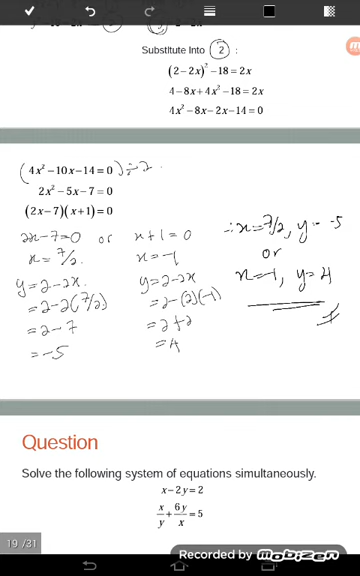 Substitute Into ② :
(2 − 2x)² − 18 = 2x
4 − 8x + 4x² − 18 = 2x
4x² − 8x − 2x − 14 = 0
(4x² − 10x − 14 = 0) ÷ 2
2x² − 5x − 7 = 0
(2x − 7)(x + 1) = 0
2x − 7 = 0 or x + 1 = 0
x = 7/2. x = −1
y = 2 − 2x y = 2 − 2x
= 2 − 2(7/2) = 2 − (2)(−1)
= 2 − 7 = 2 + 2
= −5 = 4
∴ x = 7/2, y = −5
or
x = −1, y = 4
Question
Solve the following system of equations simultaneously.
x − 2y = 2
x/y + 6y/x = 5
19 /31
Recorded by
Mobizen